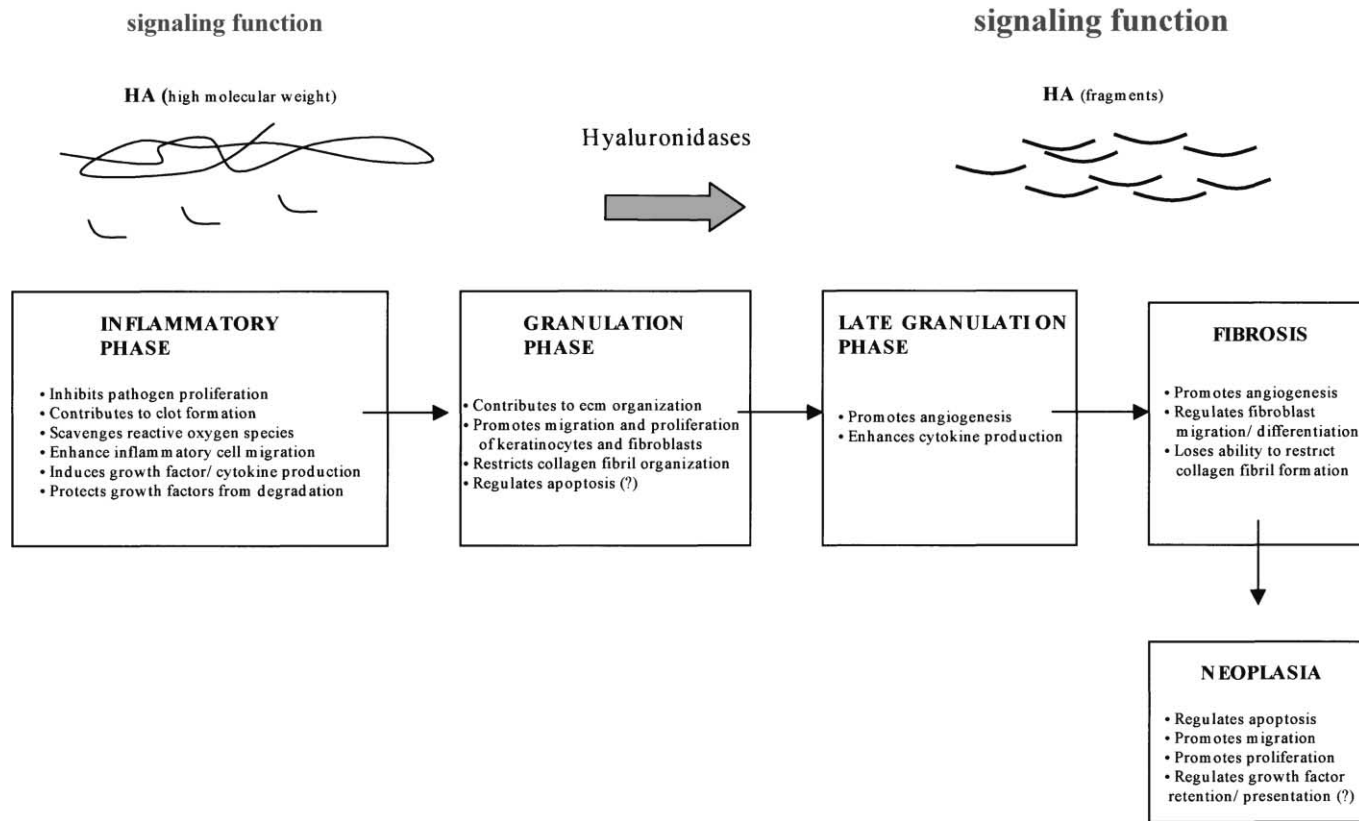 signaling function
signaling function
HA (high molecular weight)
Hyaluronidases
HA (fragments)
INFLAMMATORY
PHASE
• Inhibits pathogen proliferation
• Contributes to clot formation
• Scavenges reactive oxygen species
• Enhance inflammatory cell migration
• Induces growth factor/ cytokine production
• Protects growth factors from degradation
GRANULATION
PHASE
• Contributes to ecm organization
• Promotes migration and proliferation
of keratinocytes and fibroblasts
• Restricts collagen fibril organization
• Regulates apoptosis (?)
LATE GRANULATION
PHASE
• Promotes angiogenesis
• Enhances cytokine production
FIBROSIS
• Promotes angiogenesis
• Regulates fibroblast
migration/ differentiation
• Loses ability to restrict
collagen fibril formation
NEOPLASIA
• Regulates apoptosis
• Promotes migration
• Promotes proliferation
• Regulates growth factor
retention/ presentation (?)